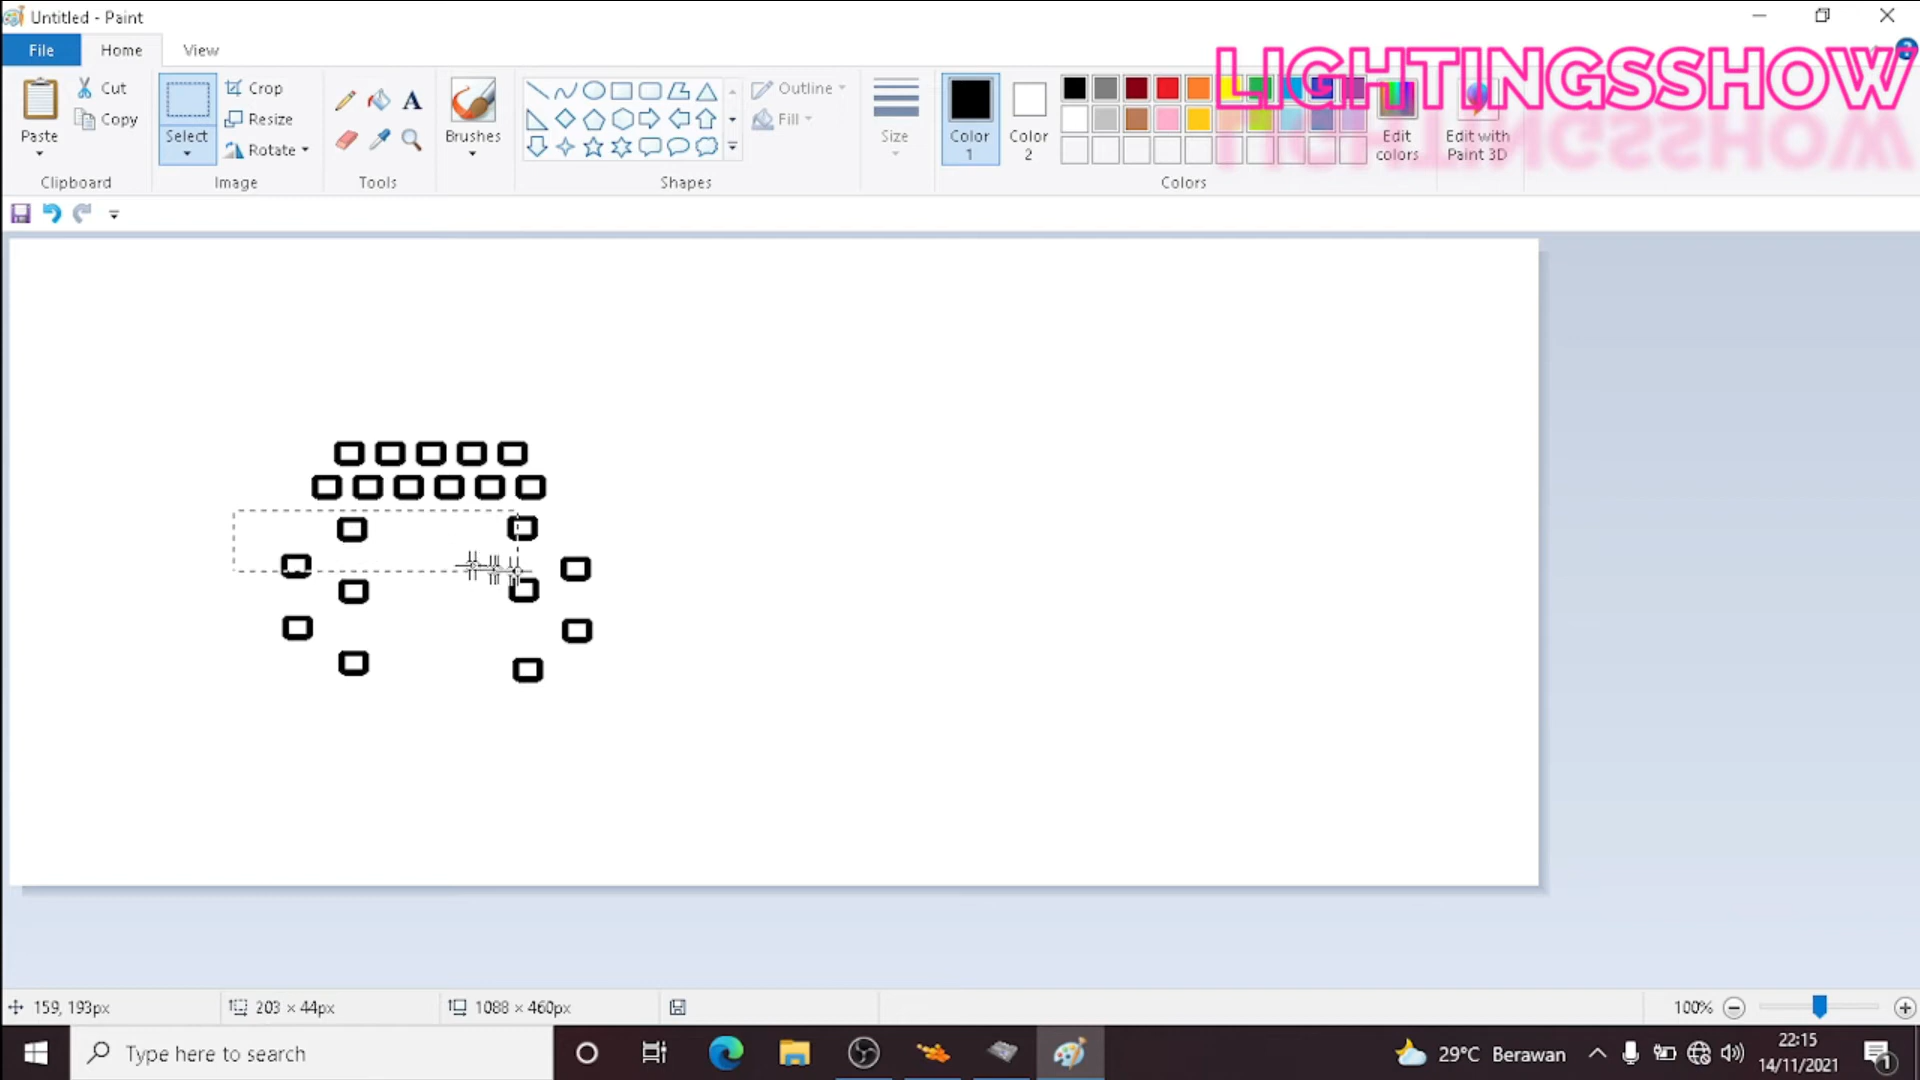 Untitled - Paint
File
Home
View
LIGHTINGSSHOW
Paste
Cut
Copy
Clipboard
Select
Crop
Resize
Rotate
Image
A
Tools
Brushes
Outline
Fill
Shapes
Size
Color
1
Color
2
Edit
colors
Edit with
Paint 3D
Colors
159, 193px
203 × 44px
1088 × 460px
100%
Type here to search
29°C Berawan
22:15
14/11/2021
1